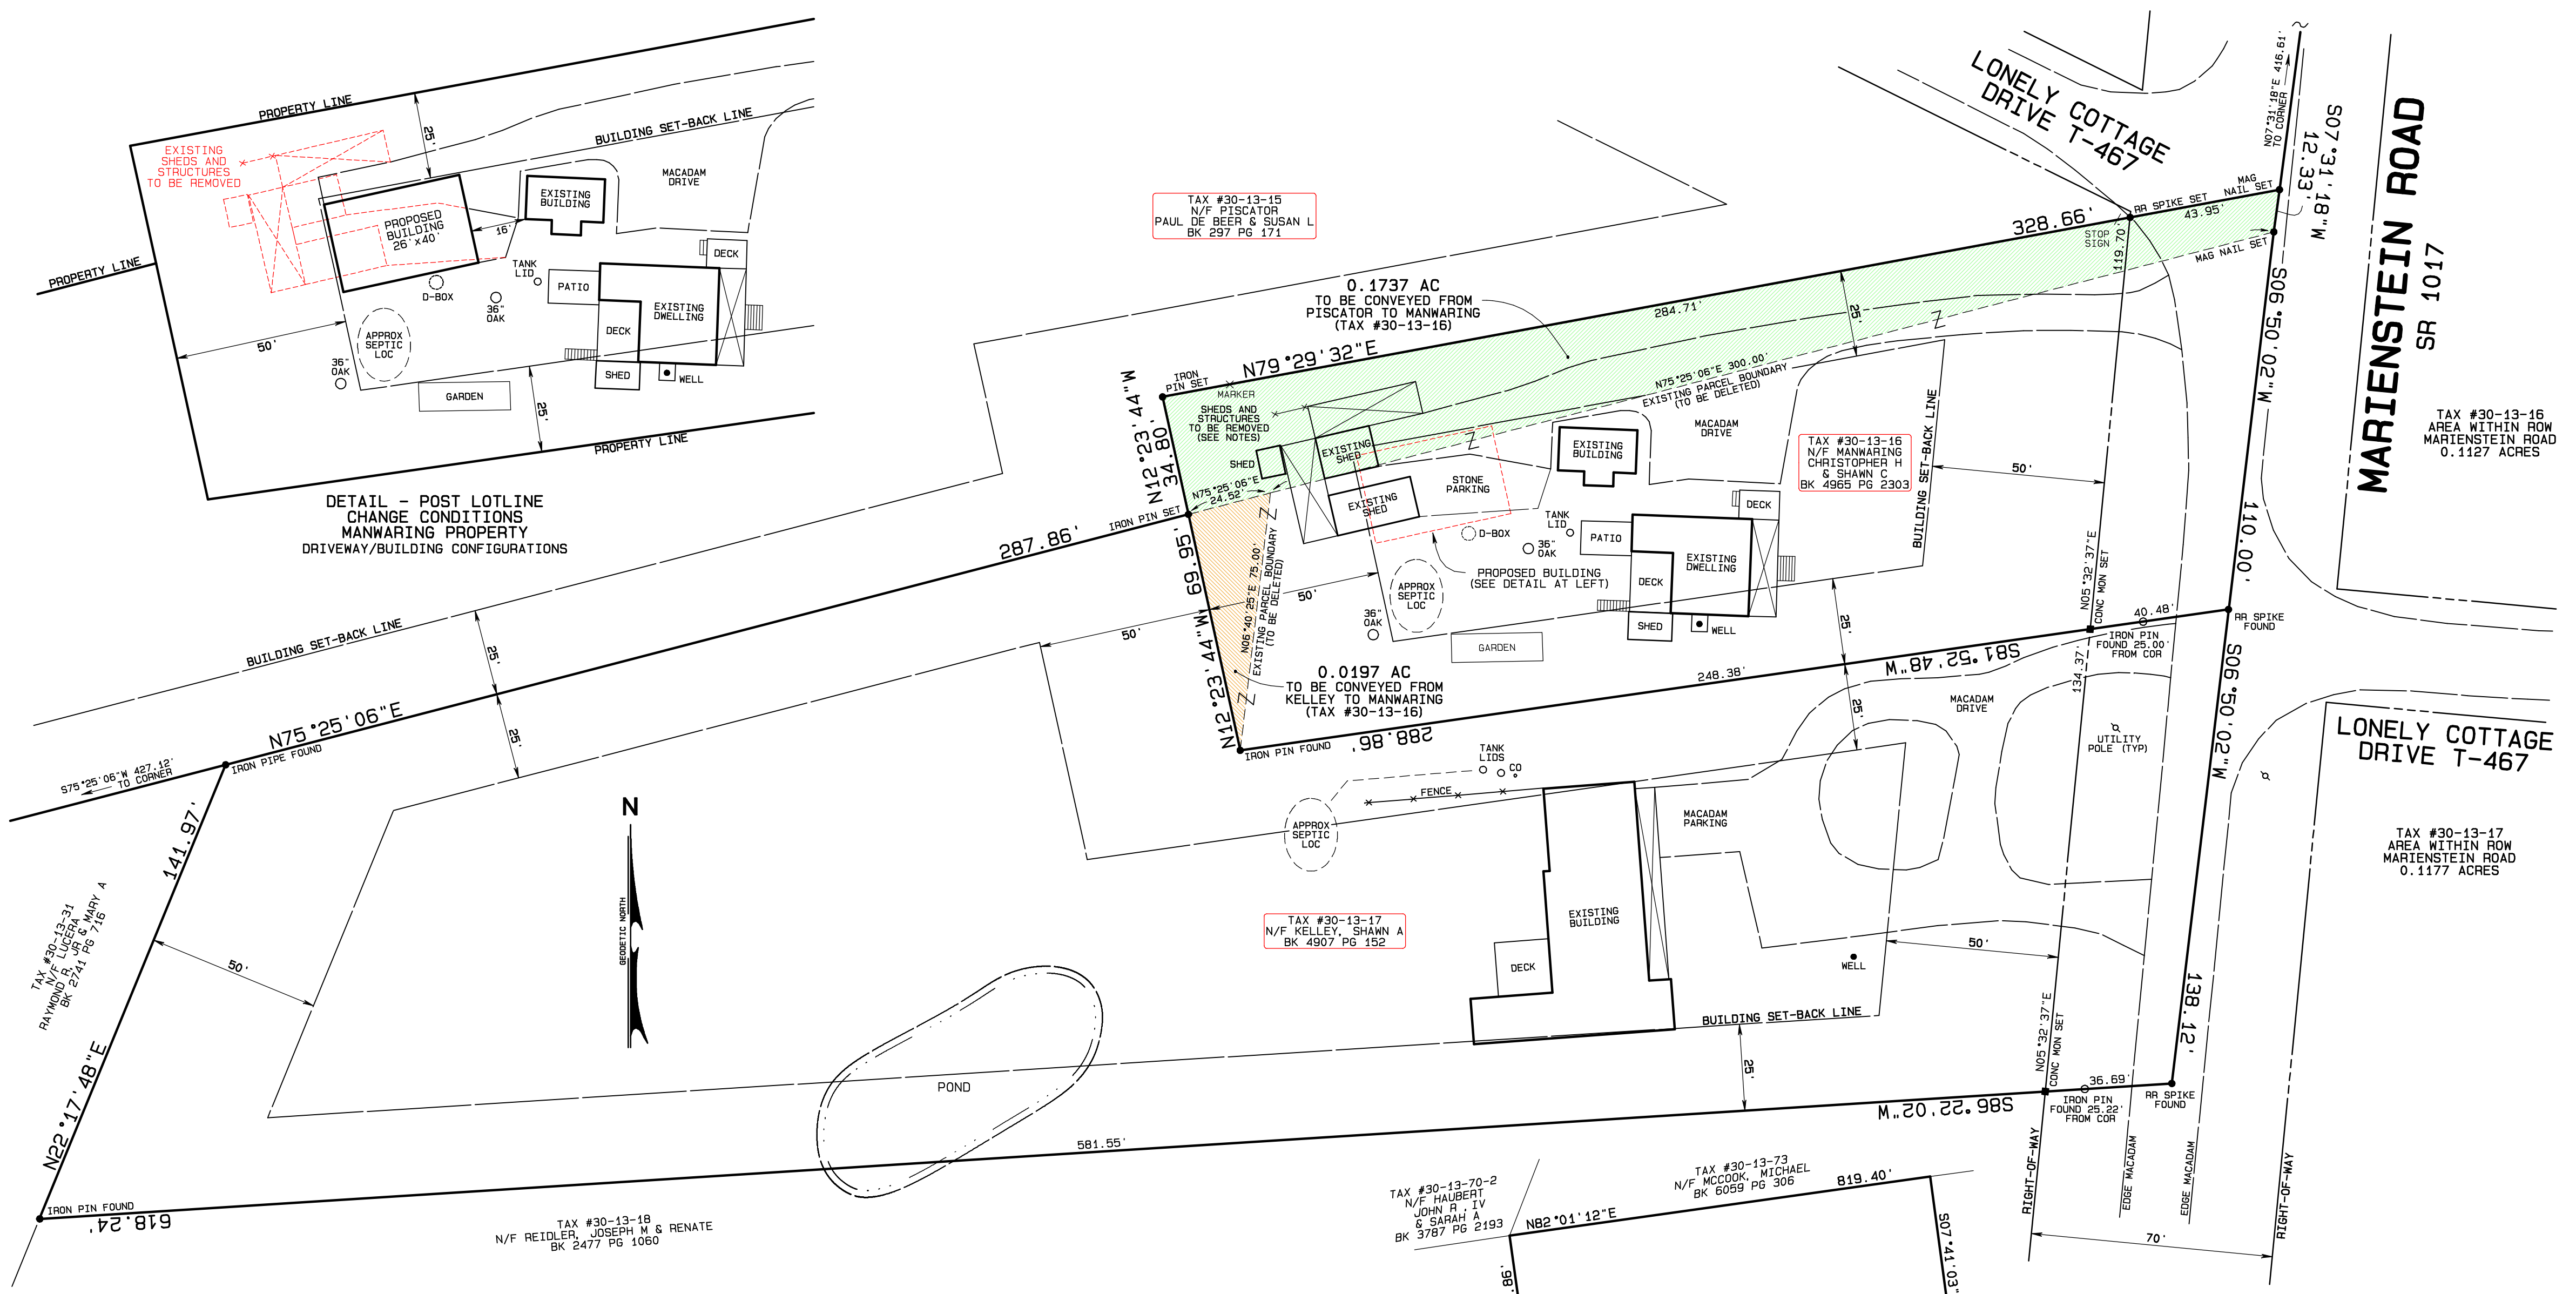 PROPERTY LINE
EXISTING
SHEDS AND
STRUCTURES
TO BE REMOVED
25'
BUILDING SET-BACK LINE
MACADAM
DRIVE
EXISTING
BUILDING
PROPOSED
BUILDING
26'x40'
16'
PROPERTY LINE
TANK
LID
D-BOX
36"
OAK
PATIO
DECK
EXISTING
DWELLING
DECK
SHED
WELL
50'
APPROX
SEPTIC
LOC
36"
OAK
GARDEN
25'
PROPERTY LINE
DETAIL - POST LOTLINE
CHANGE CONDITIONS
MANWARING PROPERTY
DRIVEWAY/BUILDING CONFIGURATIONS
TAX #30-13-15
N/F PISCATOR
PAUL DE BEER & SUSAN L
BK 297 PG 171
LONELY COTTAGE
DRIVE T-467
N07°31'18"E 416.61'
TO CORNER
S07°31'18"W
12.33'
MARIENSTEIN ROAD
SR 1017
MAG
NAIL SET
RR SPIKE SET
43.95'
328.66'
STOP
SIGN
119.70'
MAG NAIL SET
0.1737 AC
TO BE CONVEYED FROM
PISCATOR TO MANWARING
(TAX #30-13-16)
284.71'
25'
N79°29'32"E
IRON
PIN SET
MARKER
N12°23'44"W
34.80'
SHEDS AND
STRUCTURES
TO BE REMOVED
(SEE NOTES)
N75°25'06"E 300.00'
EXISTING PARCEL BOUNDARY
(TO BE DELETED)
SHED
EXISTING
SHED
EXISTING
SHED
N75°25'06"E
24.52'
STONE
PARKING
EXISTING
BUILDING
MACADAM
DRIVE
TAX #30-13-16
N/F MANWARING
CHRISTOPHER H
& SHAWN C
BK 4965 PG 2303
BUILDING SET-BACK LINE
50'
S06°50'02"W
110.00'
TAX #30-13-16
AREA WITHIN ROW
MARIENSTEIN ROAD
0.1127 ACRES
IRON PIN SET
287.86'
N12°23'44"W
69.95'
N06°40'25"E 75.00'
EXISTING PARCEL BOUNDARY
(TO BE DELETED)
50'
50'
D-BOX
TANK
LID
36"
OAK
PATIO
DECK
EXISTING
DWELLING
DECK
SHED
WELL
PROPOSED BUILDING
(SEE DETAIL AT LEFT)
APPROX
SEPTIC
LOC
36"
OAK
GARDEN
25'
N05°32'37"E
CONC MON SET
40.48'
IRON PIN
FOUND 25.00'
FROM COR
RR SPIKE
FOUND
S81°52'48"W
248.38'
288.86'
0.0197 AC
TO BE CONVEYED FROM
KELLEY TO MANWARING
(TAX #30-13-16)
IRON PIN FOUND
BUILDING SET-BACK LINE
25'
25'
N75°25'06"E
IRON PIPE FOUND
S75°25'06"W 427.12'
TO CORNER
141.97'
N22°17'48"E
TAX #30-13-31
N/F LUCERA
RAYMOND R, JR & MARY A
BK 2741 PG 716
50'
N
GEODETIC NORTH
TANK
LIDS
CO
FENCE
APPROX
SEPTIC
LOC
25'
134.37'
MACADAM
DRIVE
UTILITY
POLE (TYP)
S06°50'02"W
138.12'
LONELY COTTAGE
DRIVE T-467
TAX #30-13-17
AREA WITHIN ROW
MARIENSTEIN ROAD
0.1177 ACRES
MACADAM
PARKING
EXISTING
BUILDING
DECK
TAX #30-13-17
N/F KELLEY, SHAWN A
BK 4907 PG 152
WELL
50'
BUILDING SET-BACK LINE
25'
N05°32'37"E
CONC MON SET
36.69'
IRON PIN
FOUND 25.22'
FROM COR
RR SPIKE
FOUND
S86°22'02"W
POND
581.55'
IRON PIN FOUND
618.24'
TAX #30-13-18
N/F REIDLER, JOSEPH M & RENATE
BK 2477 PG 1060
TAX #30-13-70-2
N/F HAUBERT
JOHN R .IV
& SARAH A
BK 3787 PG 2193
TAX #30-13-73
N/F MCCOOK, MICHAEL
BK 6059 PG 306
819.40'
N82°01'12"E
S07°41'03"
.98'
RIGHT-OF-WAY
EDGE MACADAM
EDGE MACADAM
RIGHT-OF-WAY
70'